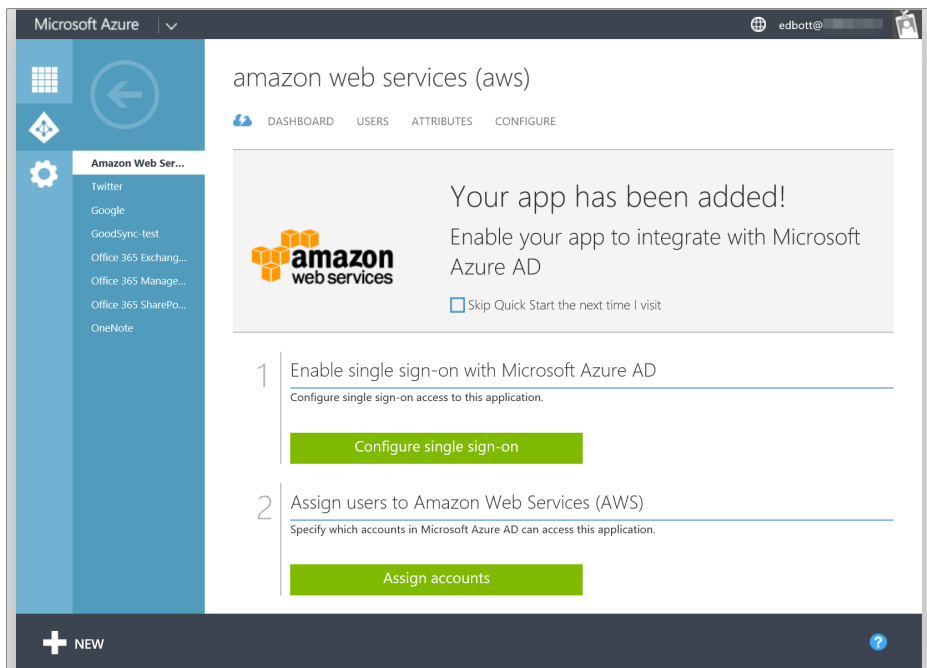 Microsoft Azure
edbott@
amazon web services (aws)
DASHBOARD USERS ATTRIBUTES CONFIGURE
Amazon Web Ser...
Twitter
Google
GoodSync-test
Office 365 Exchang...
Office 365 Manage...
Office 365 SharePo...
OneNote
amazon
web services
Your app has been added!
Enable your app to integrate with Microsoft
Azure AD
Skip Quick Start the next time I visit
1 Enable single sign-on with Microsoft Azure AD
Configure single sign-on access to this application.
Configure single sign-on
2 Assign users to Amazon Web Services (AWS)
Specify which accounts in Microsoft Azure AD can access this application.
Assign accounts
NEW
?